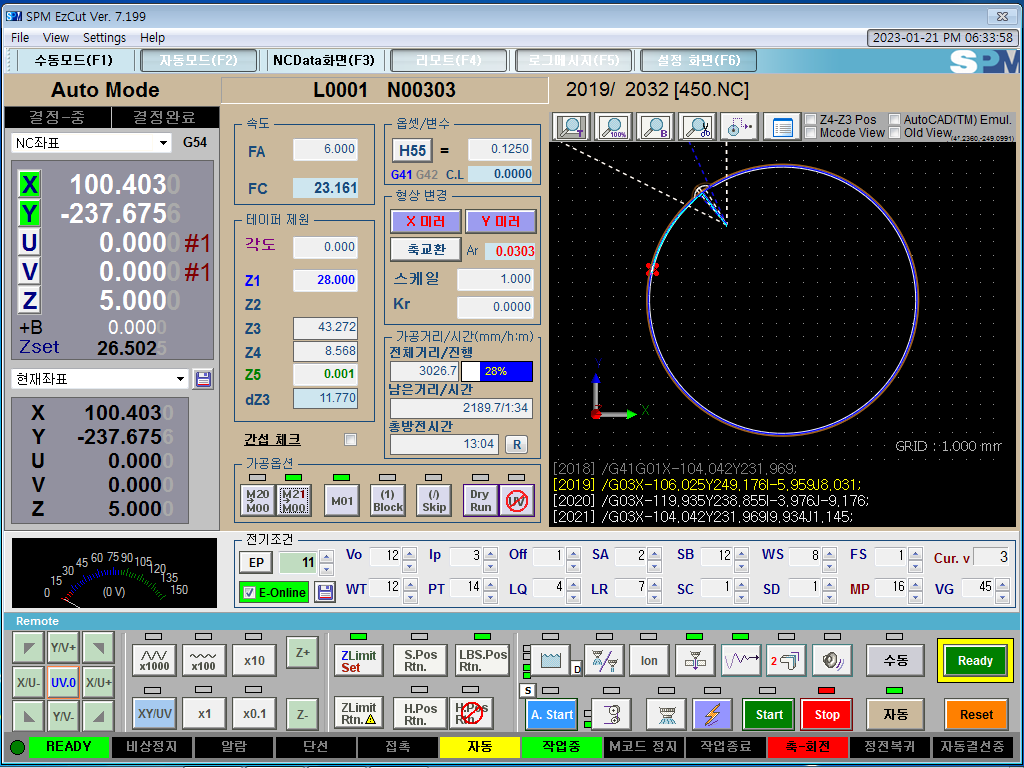 SPM EzCut Ver. 7.199
File View Settings Help
2023-01-21 PM 06:33:58
수동모드(F1) 자동모드(F2) NCData화면(F3) 리모트(F4) 로그메시지(F5) 설정 화면(F6)
SPM
Auto Mode L0001 N00303 2019/ 2032 [450.NC]
결정-중 결정완료
NC좌표 G54
X 100.4030
Y -237.6756
U 0.0000 #1
V 0.0000 #1
Z 5.0000
+B 0.0000
Zset 26.5025
현재좌표
X 100.4030
Y -237.6756
U 0.0000
V 0.0000
Z 5.0000
속도
FA 6.000
FC 23.161
테이퍼 제원
각도 0.000
Z1 28.000
Z2
Z3 43.272
Z4 8.568
Z5 0.001
dZ3 11.770
간섭 체크
옵셋/변수
H55 = 0.1250
G41 G42 C.L 0.0000
형상 변경
X 미러 Y 미러
축교환 Ar 0.0303
스케일 1.000
Kr 0.0000
가공거리/시간(mm/h:m)
전체거리/진행
3026.7 28%
남은거리/시간
2189.7/1:34
총방전시간
13:04 R
가공옵션
M20 M00
M21 M00
M01
(1) Block
(/) Skip
Dry Run
UV
T 100% B
Z4-Z3 Pos AutoCAD(TM) Emul.
Mcode View Old View
(41.2360,-249.0991)
Y
X
GRID : 1.000 mm
[2018] /G41G01X-104,042Y231,969;
[2019] /G03X-106,025Y249,176I-5,959J8,031;
[2020] /G03X-119,935Y238,855I-3,976J-9,176;
[2021] /G03X-104,042Y231,969I9,934J1,145;
0 15 30 45 60 75 90 105 120 135 150
(0 V)
전기조건
EP 11
E-Online
Vo 12 Ip 3 Off 1 SA 2 SB 12 WS 8 FS 1 Cur. v 3
WT 12 PT 14 LQ 4 LR 7 SC 1 SD 1 MP 16 VG 45
Remote
Y/V+
X/U- UV.0 X/U+
Y/V-
x1000 x100 x10 Z+
XY/UV x1 x0.1 Z-
ZLimit Set
S.Pos Rtn.
LBS.Pos Rtn.
ZLimit Rtn.
H.Pos Rtn.
H.Pos Rtn.
D Ion 2 수동 Ready
S
A. Start Start Stop 자동 Reset
READY 비상정지 알람 단선 접촉 자동 작업중 M코드 정지 작업종료 축-회전 정전복귀 자동결선중